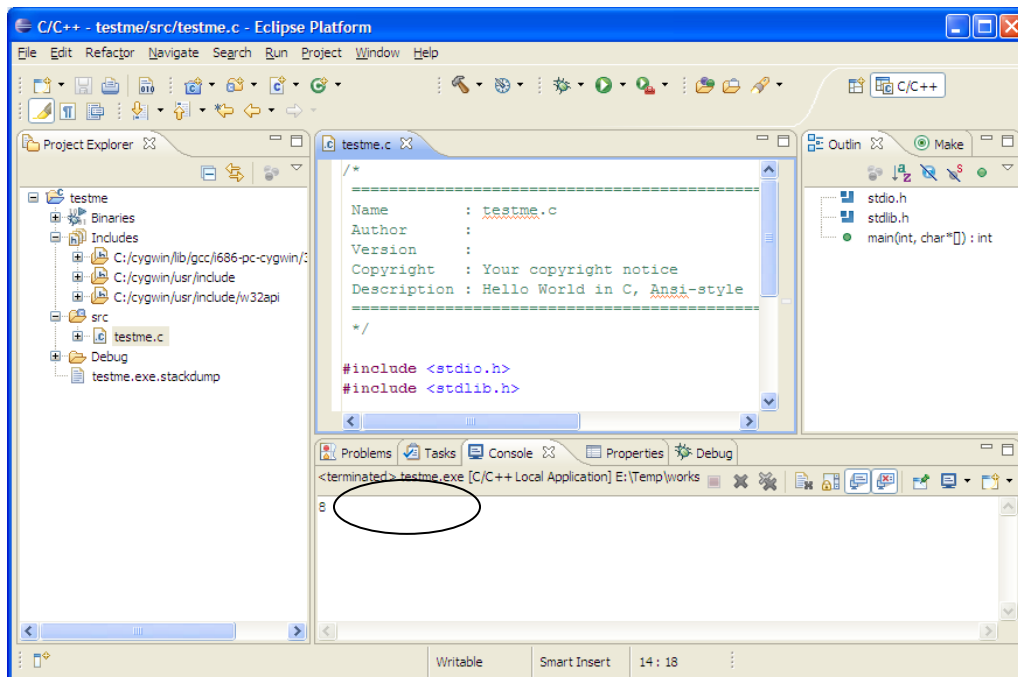 C/C++ - testme/src/testme.c - Eclipse Platform
File Edit Refactor Navigate Search Run Project Window Help
C/C++
Project Explorer
testme
Binaries
Includes
C:/cygwin/lib/gcc/i686-pc-cygwin/3
C:/cygwin/usr/include
C:/cygwin/usr/include/w32api
src
testme.c
Debug
testme.exe.stackdump
testme.c
/*
============================================
Name : testme.c
Author :
Version :
Copyright : Your copyright notice
Description : Hello World in C, Ansi-style
============================================
*/
#include <stdio.h>
#include <stdlib.h>
Outlin Make
stdio.h
stdlib.h
main(int, char*[]) : int
Problems Tasks Console Properties Debug
<terminated> testme.exe [C/C++ Local Application] E:\Temp\works
8
Writable Smart Insert 14 : 18